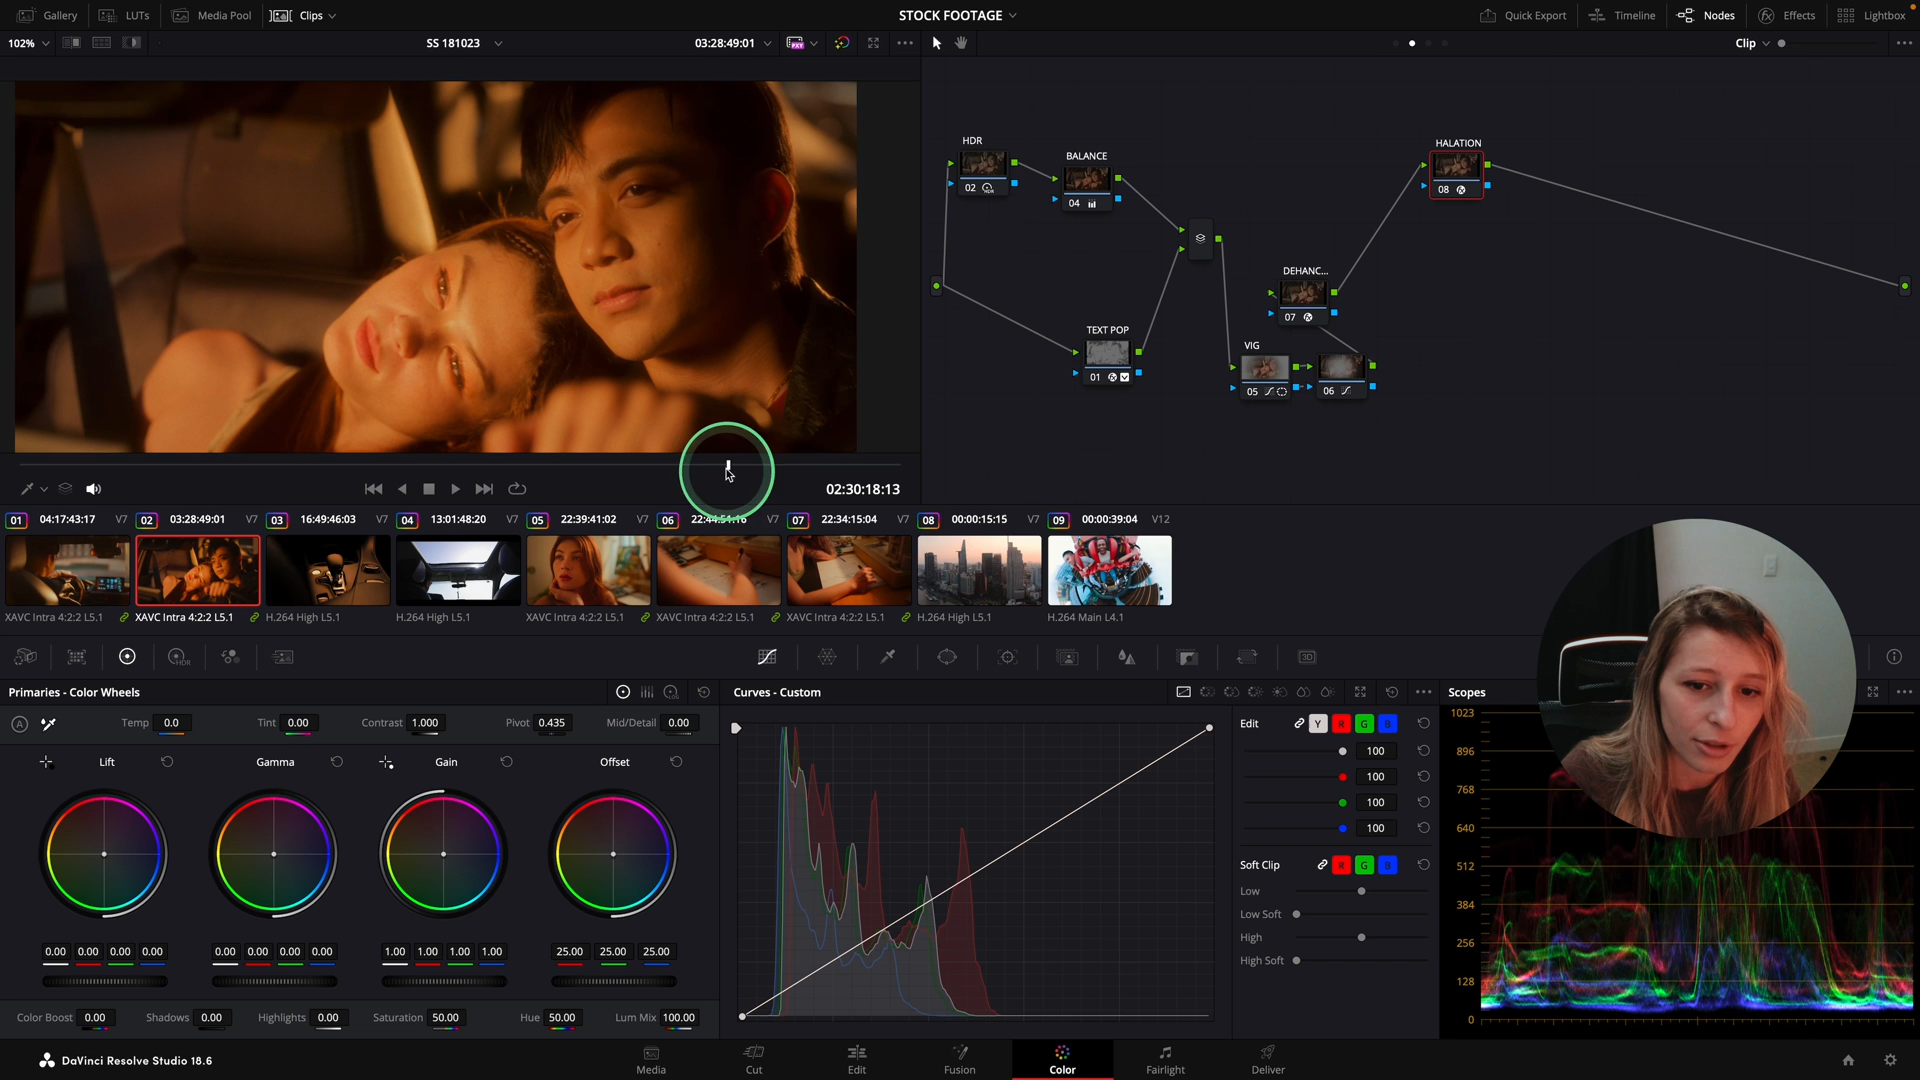 Gallery LUTs Media Pool Clips STOCK FOOTAGE Quick Export Timeline Nodes Effects Lightbox
102% SS 181023 03:28:49:01 Clip
HDR
02
BALANCE
04
HALATION
08
DEHANC...
07
TEXT POP
01
VIG
05 06
02:30:18:13
01 04:17:43:17 V7 02 03:28:49:01 V7 03 16:49:46:03 V7 04 13:01:48:20 V7 05 22:39:41:02 V7 06 22:44:51:16 V7 07 22:34:15:04 V7 08 00:00:15:15 V7 09 00:00:39:04 V12
XAVC Intra 4:2:2 L5.1 XAVC Intra 4:2:2 L5.1 H.264 High L5.1 H.264 High L5.1 XAVC Intra 4:2:2 L5.1 XAVC Intra 4:2:2 L5.1 XAVC Intra 4:2:2 L5.1 H.264 High L5.1 H.264 Main L4.1
HDR 3D
Primaries - Color Wheels Curves - Custom Scopes
Temp 0.0 Tint 0.00 Contrast 1.000 Pivot 0.435 Mid/Detail 0.00
Lift Gamma Gain Offset
0.00 0.00 0.00 0.00 0.00 0.00 0.00 0.00 1.00 1.00 1.00 1.00 25.00 25.00 25.00
Color Boost 0.00 Shadows 0.00 Highlights 0.00 Saturation 50.00 Hue 50.00 Lum Mix 100.00
Edit Y R G B
100
100
100
100
Soft Clip R G B
Low
Low Soft
High
High Soft
1023
896
768
640
512
384
256
128
0
DaVinci Resolve Studio 18.6
Media Cut Edit Fusion Color Fairlight Deliver